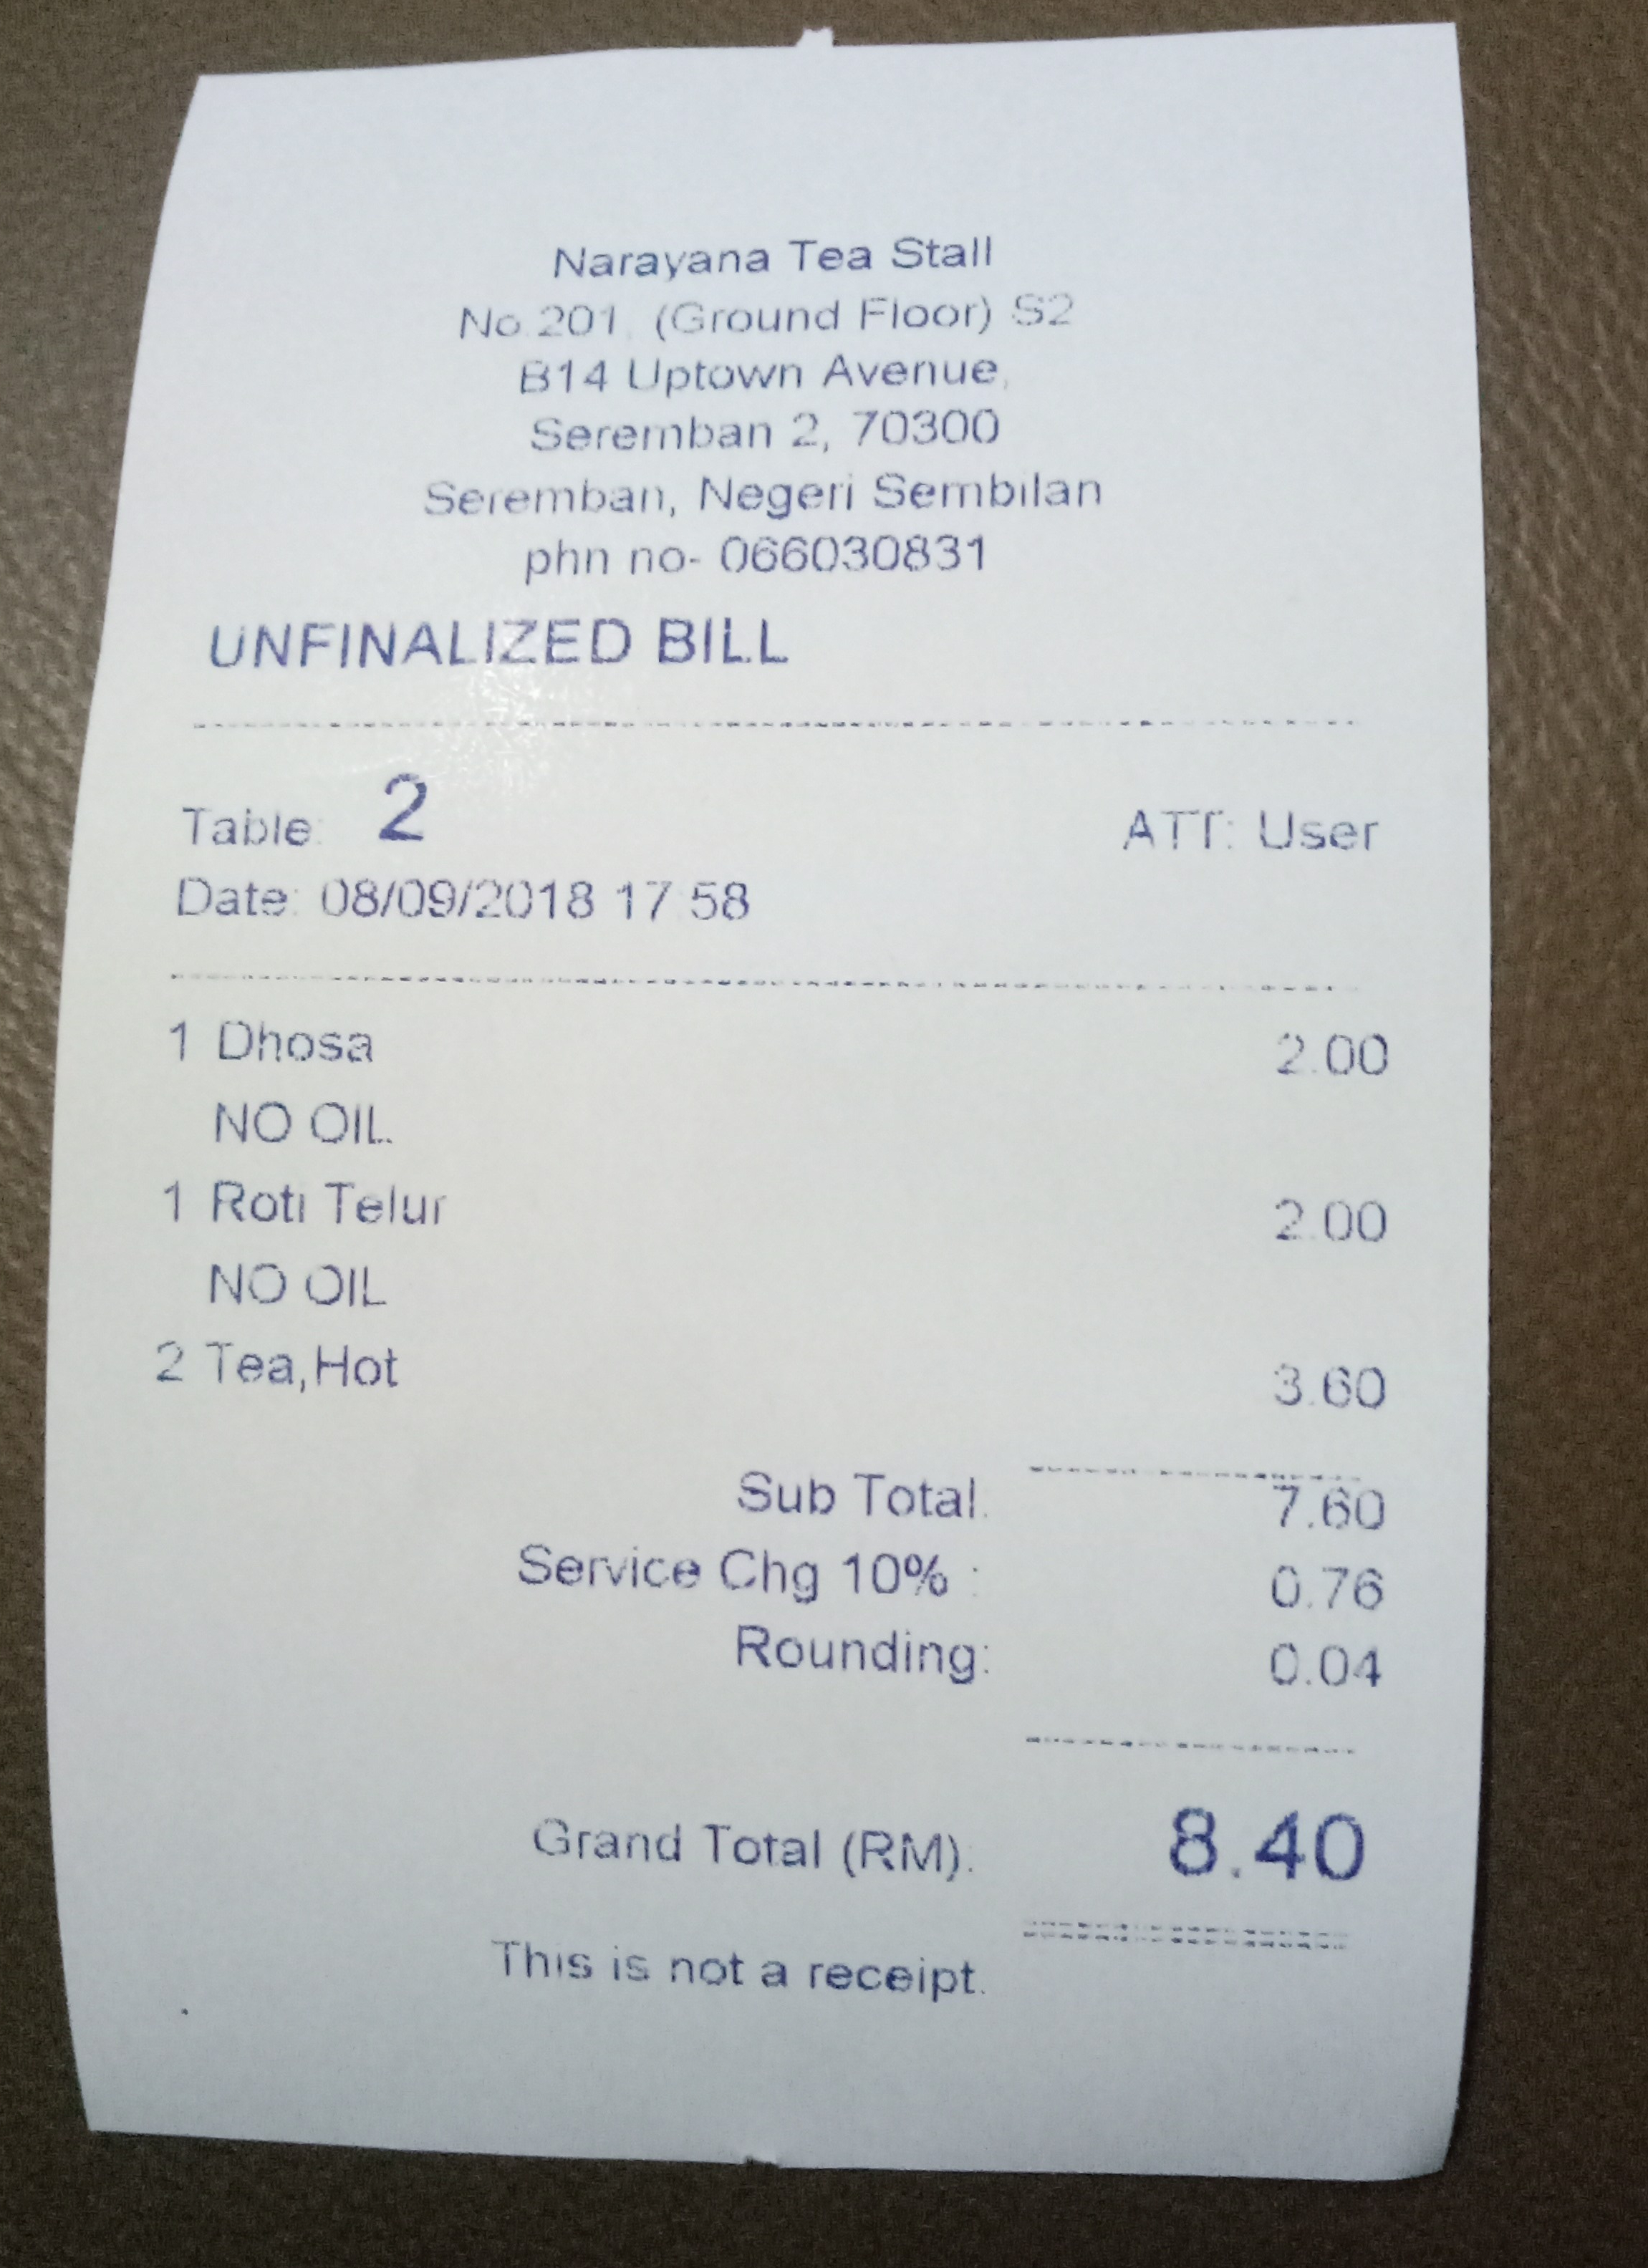 Narayana Tea Stall
No.201, (Ground Floor) S2
B14 Uptown Avenue,
Seremban 2, 70300
Seremban, Negeri Sembilan
phn no- 066030831
UNFINALIZED BILL
Table: 2 ATT: User
Date: 08/09/2018 17:58
1 Dhosa 2.00
NO OIL
1 Roti Telur 2.00
NO OIL
2 Tea,Hot 3.60
Sub Total: 7.60
Service Chg 10% : 0.76
Rounding: 0.04
Grand Total (RM): 8.40
This is not a receipt.